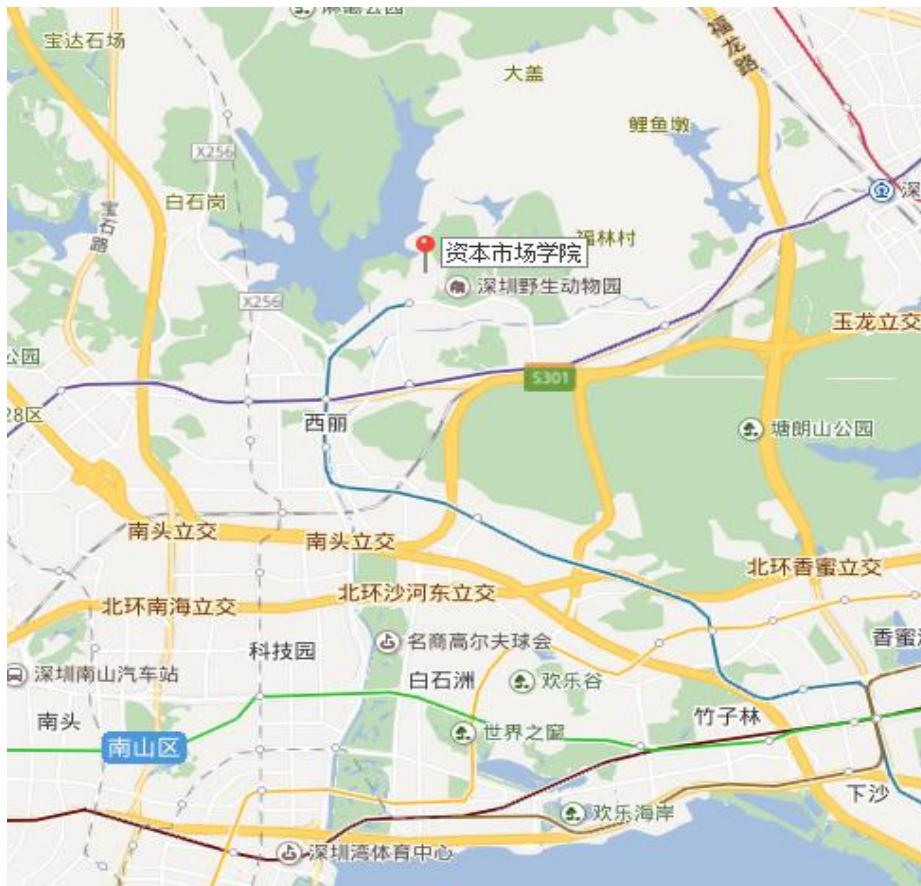 宝达石场
福龙路
大盖
鲤鱼墩
X256
深
白石岗
宝石路
福林村
资本市场学院
深圳野生动物园
X256
玉龙立交
公园
S301
28区
西丽
塘朗山公园
南头立交
南头立交
北环香蜜立交
北环沙河东立交
北环南海立交
香蜜
名商高尔夫球会
科技园
深圳南山汽车站
白石洲
欢乐谷
南头
竹子林
世界之窗
南山区
下沙
欢乐海岸
深圳湾体育中心